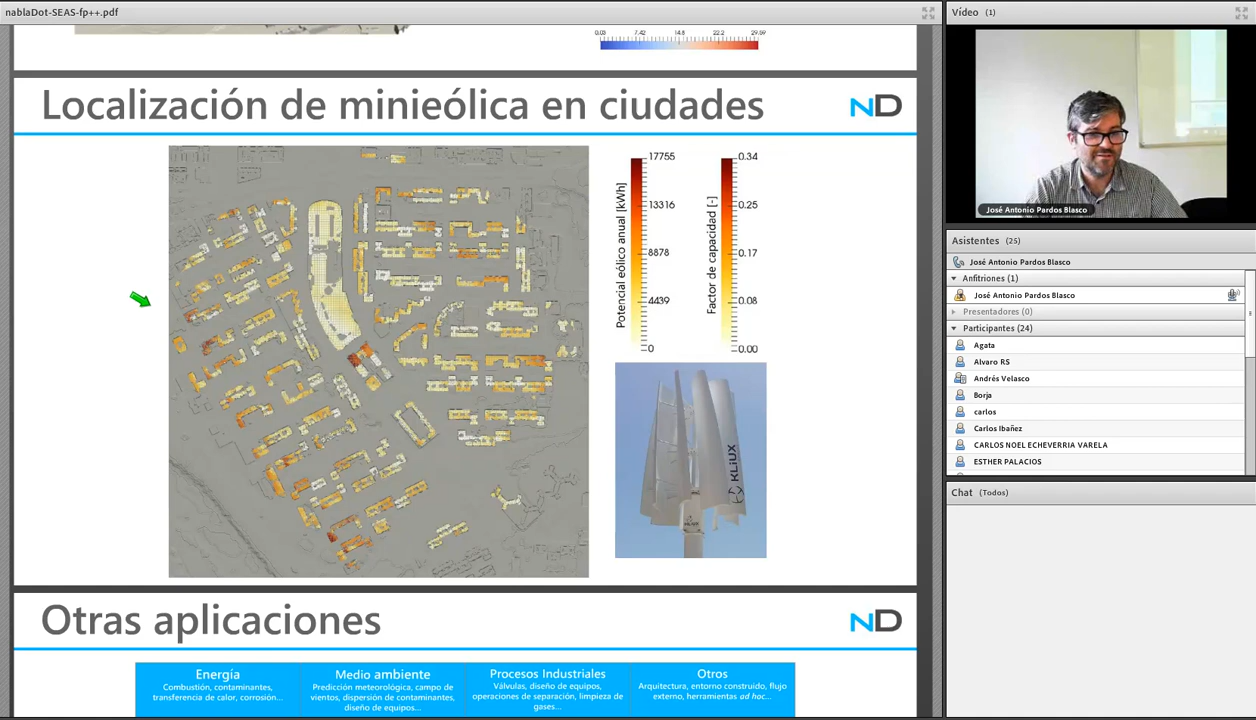 nablaDot-SEAS-fp++.pdf
0.03 7.42 14.8 22.2 29.59
Localización de minieólica en ciudades
ND
Potencial eólico anual [kWh]
17755
13316
8878
4439
0
Factor de capacidad [-]
0.34
0.25
0.17
0.08
0.00
KLiUX
KLiUX
Otras aplicaciones
ND
Energía
Combustión, contaminantes,
transferencia de calor, corrosión...
Medio ambiente
Predicción meteorológica, campo de
vientos, dispersión de contaminantes,
diseño de equipos...
Procesos Industriales
Válvulas, diseño de equipos,
operaciones de separación, limpieza de
gases...
Otros
Arquitectura, entorno construido, flujo
externo, herramientas ad hoc...
Vídeo (1)
José Antonio Pardos Blasco
Asistentes (25)
José Antonio Pardos Blasco
Anfitriones (1)
José Antonio Pardos Blasco
Presentadores (0)
Participantes (24)
Agata
Alvaro RS
Andrés Velasco
Borja
carlos
Carlos Ibañez
CARLOS NOEL ECHEVERRIA VARELA
ESTHER PALACIOS
Chat (Todos)